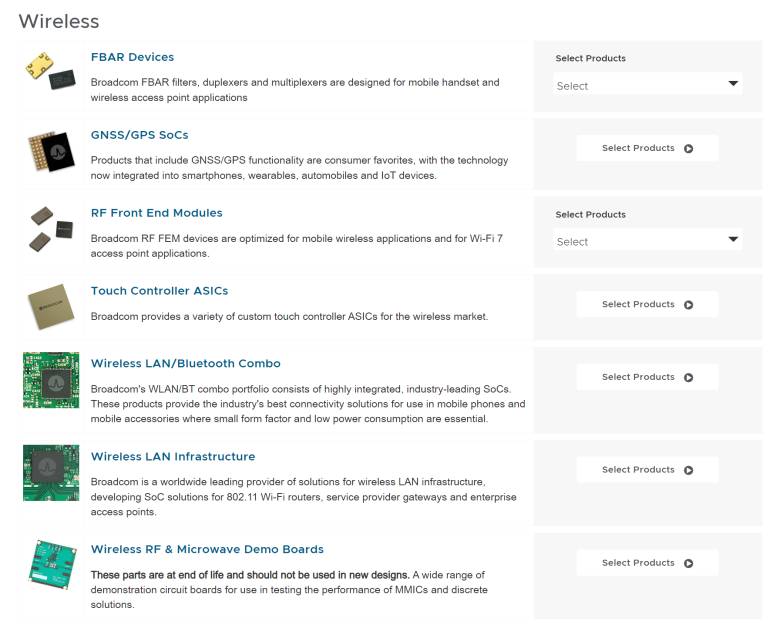 Wireless
FBAR Devices
Broadcom FBAR filters, duplexers and multiplexers are designed for mobile handset and
wireless access point applications
Select Products
Select
GNSS/GPS SoCs
Products that include GNSS/GPS functionality are consumer favorites, with the technology
now integrated into smartphones, wearables, automobiles and IoT devices.
Select Products
RF Front End Modules
Broadcom RF FEM devices are optimized for mobile wireless applications and for Wi-Fi 7
access point applications.
Select Products
Select
BROADCOM
Touch Controller ASICs
Broadcom provides a variety of custom touch controller ASICs for the wireless market.
Select Products
Wireless LAN/Bluetooth Combo
Broadcom's WLAN/BT combo portfolio consists of highly integrated, industry-leading SoCs.
These products provide the industry's best connectivity solutions for use in mobile phones and
mobile accessories where small form factor and low power consumption are essential.
Select Products
Wireless LAN Infrastructure
Broadcom is a worldwide leading provider of solutions for wireless LAN infrastructure,
developing SoC solutions for 802.11 Wi-Fi routers, service provider gateways and enterprise
access points.
Select Products
Wireless RF & Microwave Demo Boards
These parts are at end of life and should not be used in new designs. A wide range of
demonstration circuit boards for use in testing the performance of MMICs and discrete
solutions.
Select Products